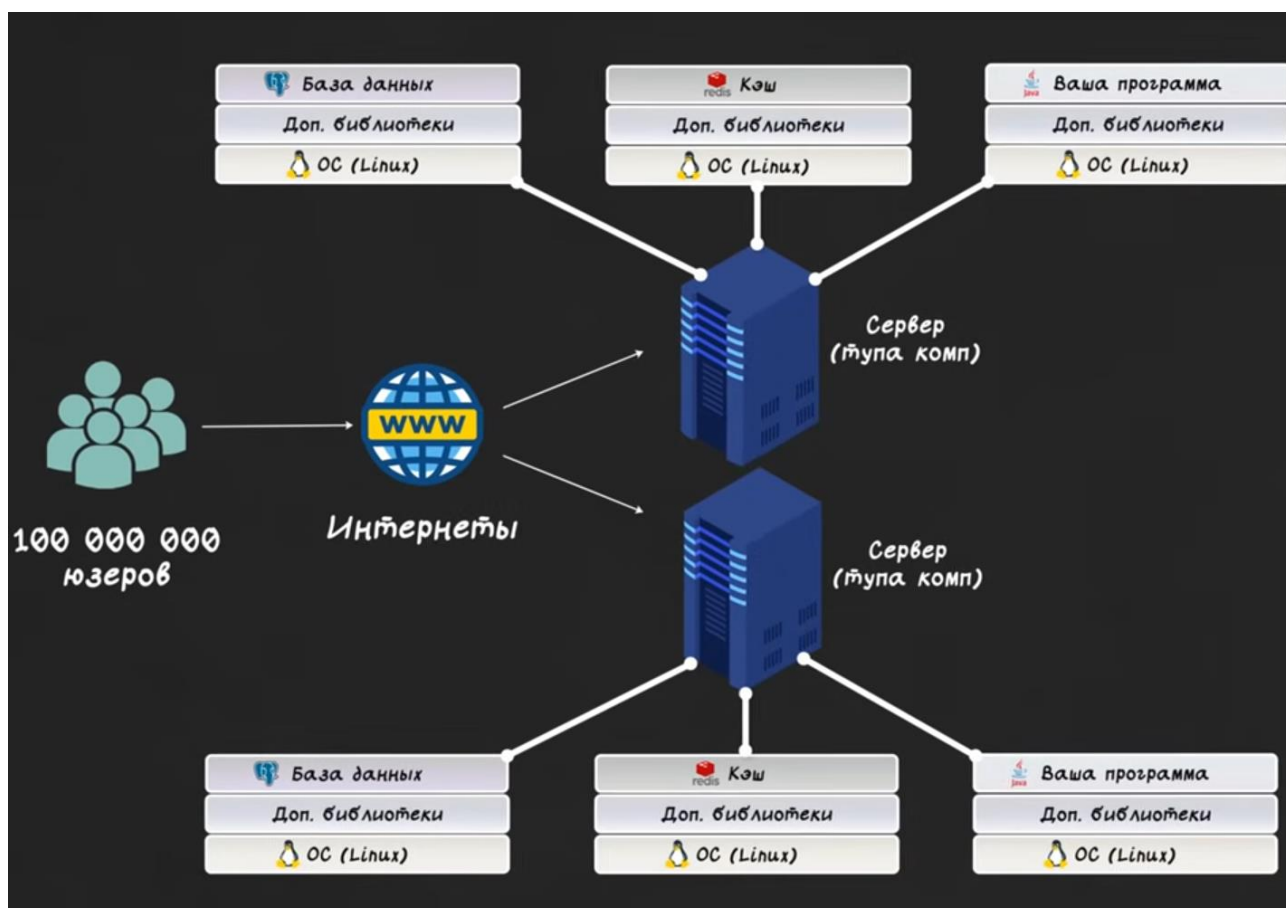 База данных
Доп. библиотеки
ОС (Linux)
redis Кэш
Доп. библиотеки
ОС (Linux)
Java Ваша программа
Доп. библиотеки
ОС (Linux)
Сервер
(тупа комп)
WWW
100 000 000
юзеров
Интернеты
Сервер
(тупа комп)
База данных
Доп. библиотеки
ОС (Linux)
redis Кэш
Доп. библиотеки
ОС (Linux)
Java Ваша программа
Доп. библиотеки
ОС (Linux)